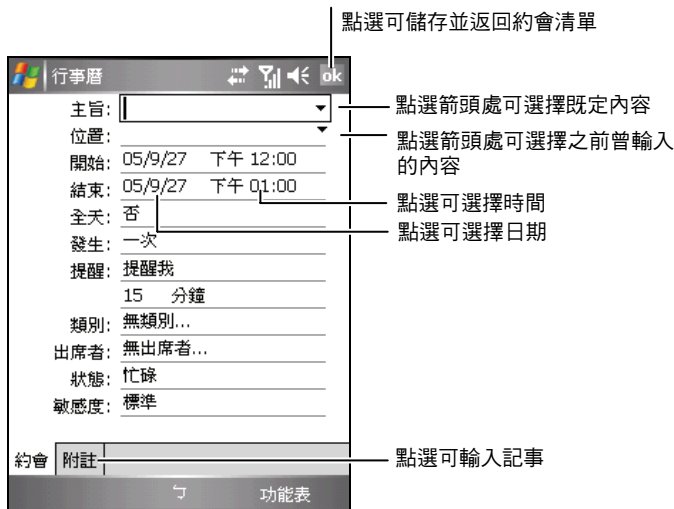 點選可儲存並返回約會清單
行事曆 ok
主旨: 點選箭頭處可選擇既定內容
位置: 點選箭頭處可選擇之前曾輸入
的內容
開始: 05/9/27 下午 12:00
結束: 05/9/27 下午 01:00
點選可選擇時間
全天: 否
點選可選擇日期
發生: 一次
提醒: 提醒我
15 分鐘
類別: 無類別...
出席者: 無出席者...
狀態: 忙碌
敏感度: 標準
約會 附註 點選可輸入記事
ㄅ 功能表